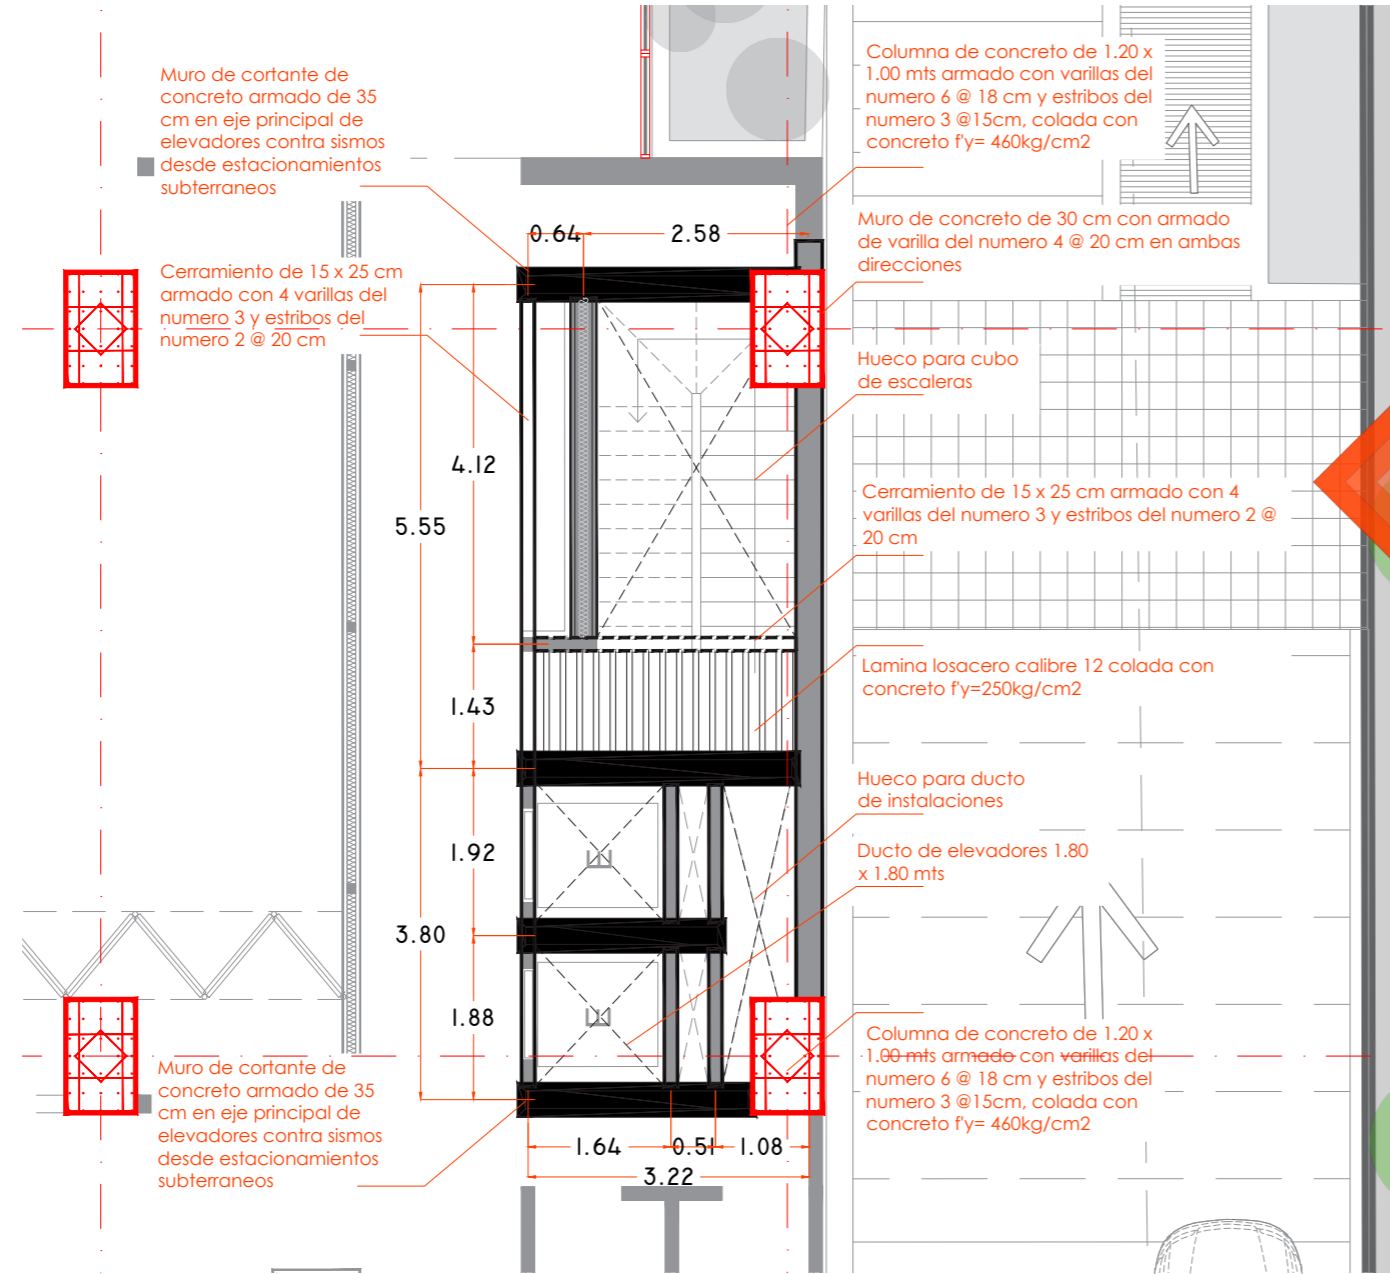 Muro de cortante de
concreto armado de 35
cm en eje principal de
elevadores contra sismos
desde estacionamientos
subterraneos
Cerramiento de 15 x 25 cm
armado con 4 varillas del
numero 3 y estribos del
numero 2 @ 20 cm
Columna de concreto de 1.20 x
1.00 mts armado con varillas del
numero 6 @ 18 cm y estribos del
numero 3 @15cm, colada con
concreto f'y= 460kg/cm2
Muro de concreto de 30 cm con armado
de varilla del numero 4 @ 20 cm en ambas
direcciones
Hueco para cubo
de escaleras
Cerramiento de 15 x 25 cm armado con 4
varillas del numero 3 y estribos del numero 2 @
20 cm
Lamina losacero calibre 12 colada con
concreto f'y=250kg/cm2
Hueco para ducto
de instalaciones
Ducto de elevadores 1.80
x 1.80 mts
Columna de concreto de 1.20 x
1.00 mts armado con varillas del
numero 6 @ 18 cm y estribos del
numero 3 @15cm, colada con
concreto f'y= 460kg/cm2
Muro de cortante de
concreto armado de 35
cm en eje principal de
elevadores contra sismos
desde estacionamientos
subterraneos
0.64
2.58
4.12
5.55
1.43
1.92
3.80
1.88
1.64
0.51
1.08
3.22